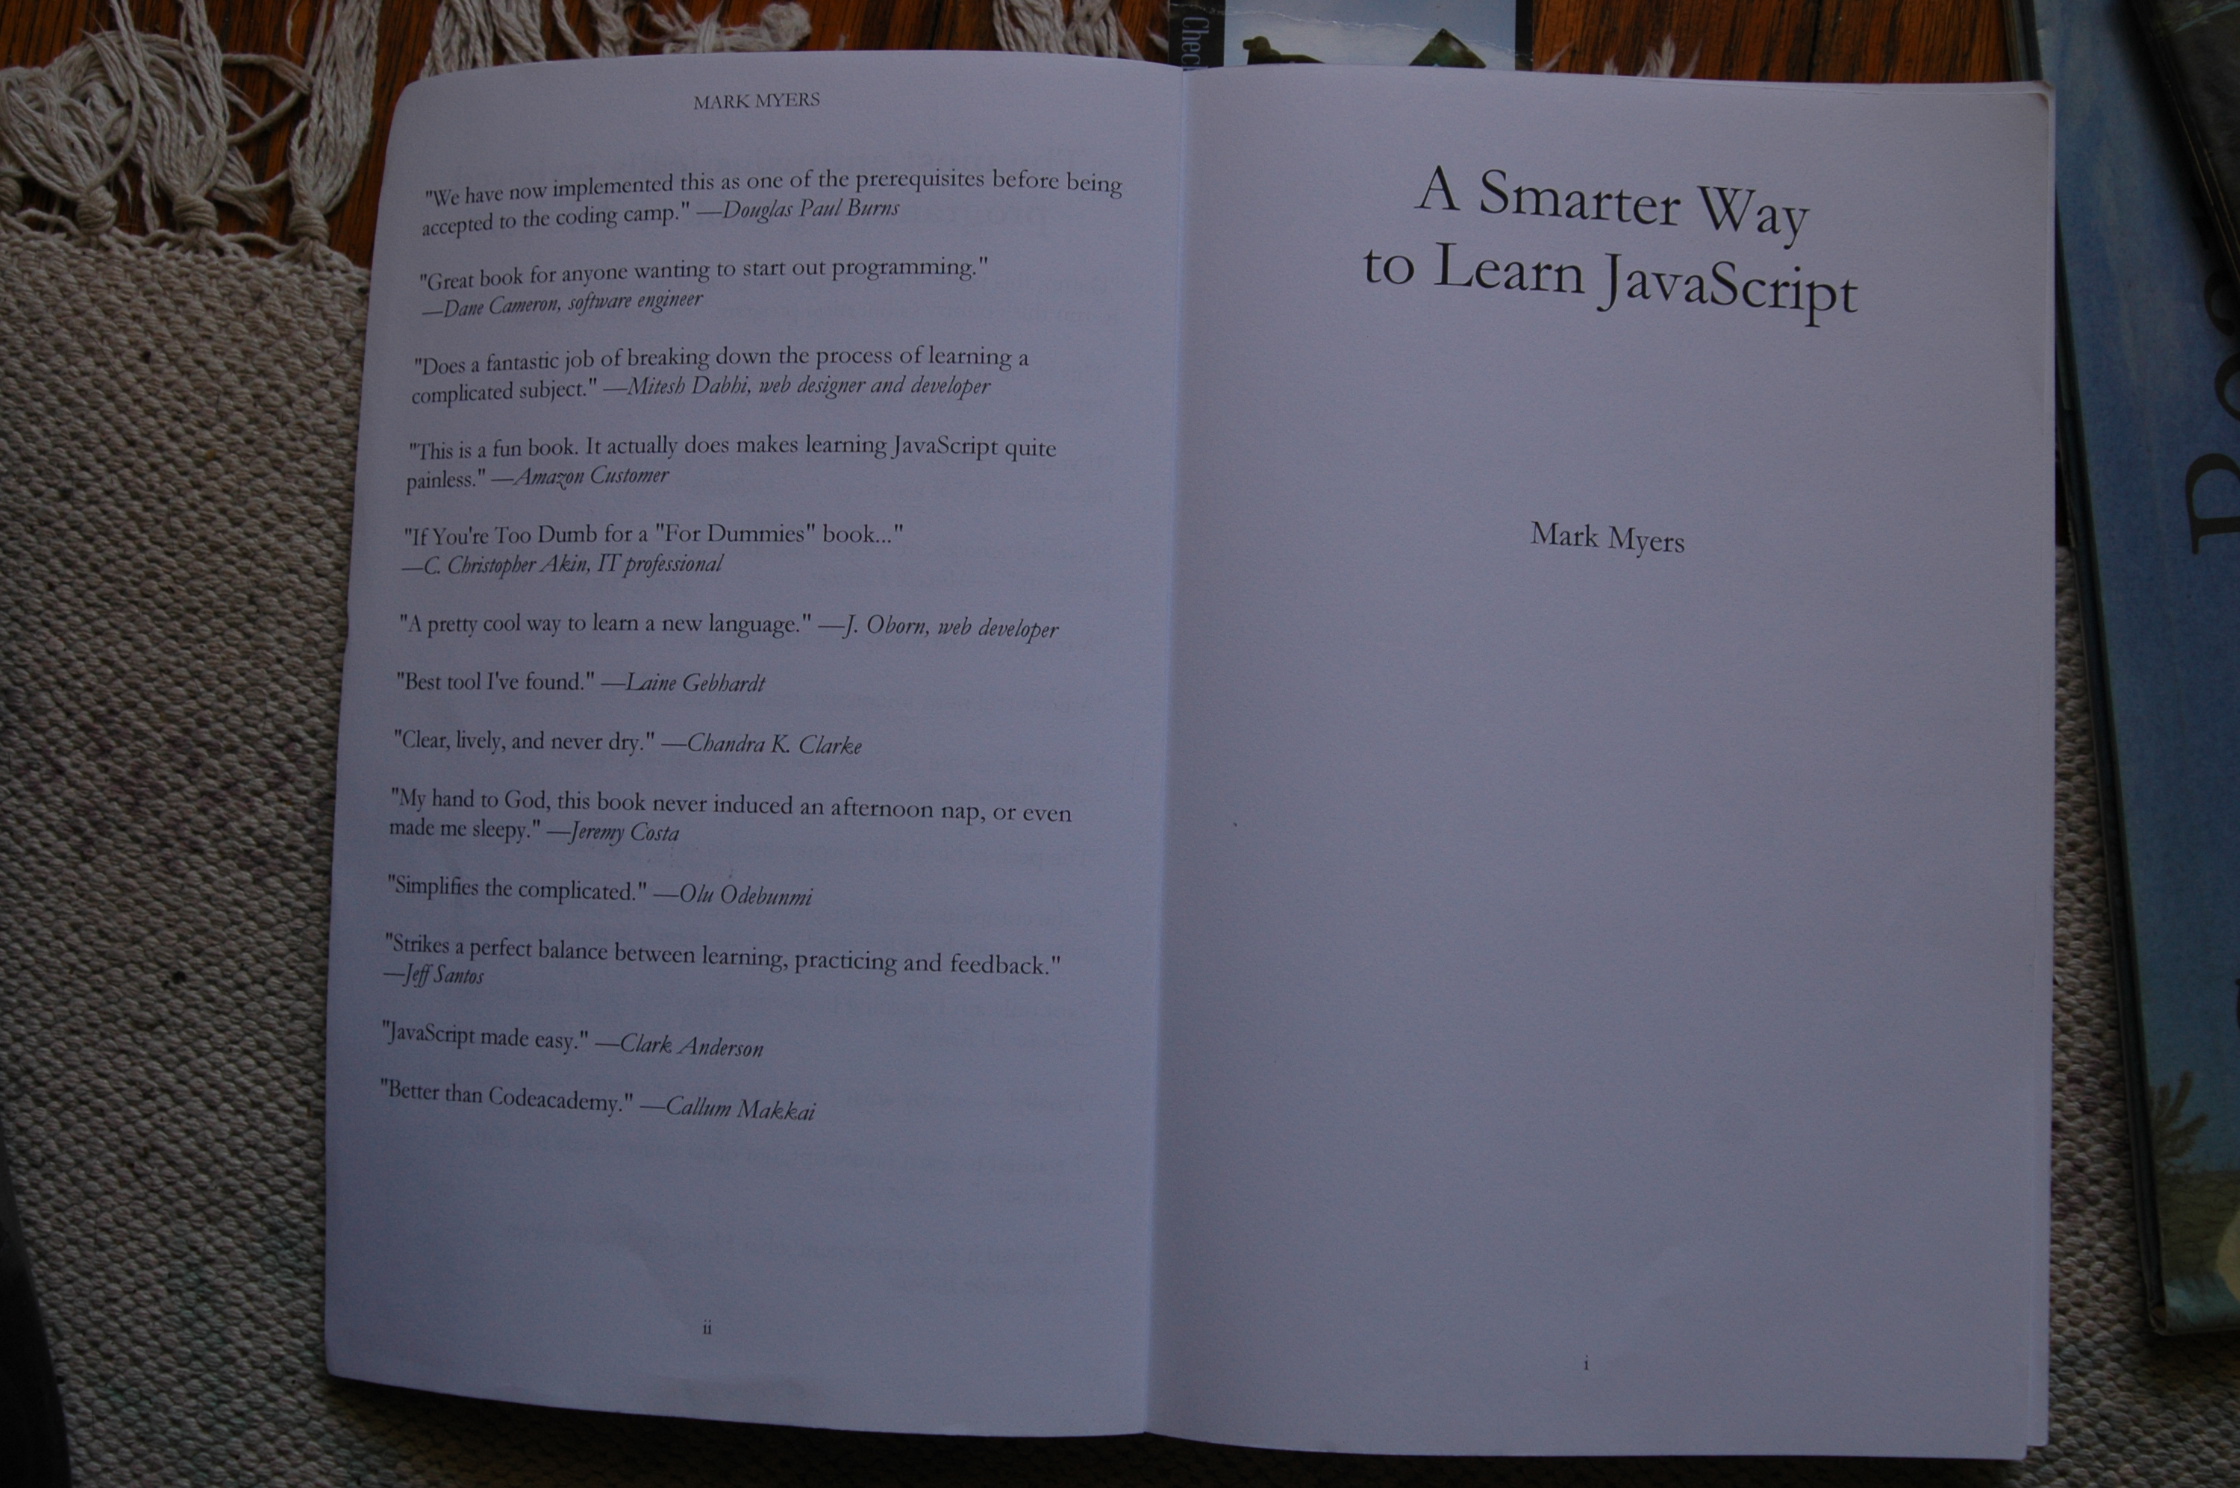 MARK MYERS
"We have now implemented this as one of the prerequisites before being
accepted to the coding camp." —Douglas Paul Burns
"Great book for anyone wanting to start out programming."
—Dane Cameron, software engineer
"Does a fantastic job of breaking down the process of learning a
complicated subject." —Mitesh Dabhi, web designer and developer
"This is a fun book. It actually does makes learning JavaScript quite
painless." —Amazon Customer
"If You're Too Dumb for a "For Dummies" book..."
—C. Christopher Akin, IT professional
"A pretty cool way to learn a new language." —J. Oborn, web developer
"Best tool I've found." —Laine Gebhardt
"Clear, lively, and never dry." —Chandra K. Clarke
"My hand to God, this book never induced an afternoon nap, or even
made me sleepy." —Jeremy Costa
"Simplifies the complicated." —Olu Odebunmi
"Strikes a perfect balance between learning, practicing and feedback."
—Jeff Santos
"JavaScript made easy." —Clark Anderson
"Better than Codeacademy." —Callum Makkai
ii
A Smarter Way
to Learn JavaScript
Mark Myers
i